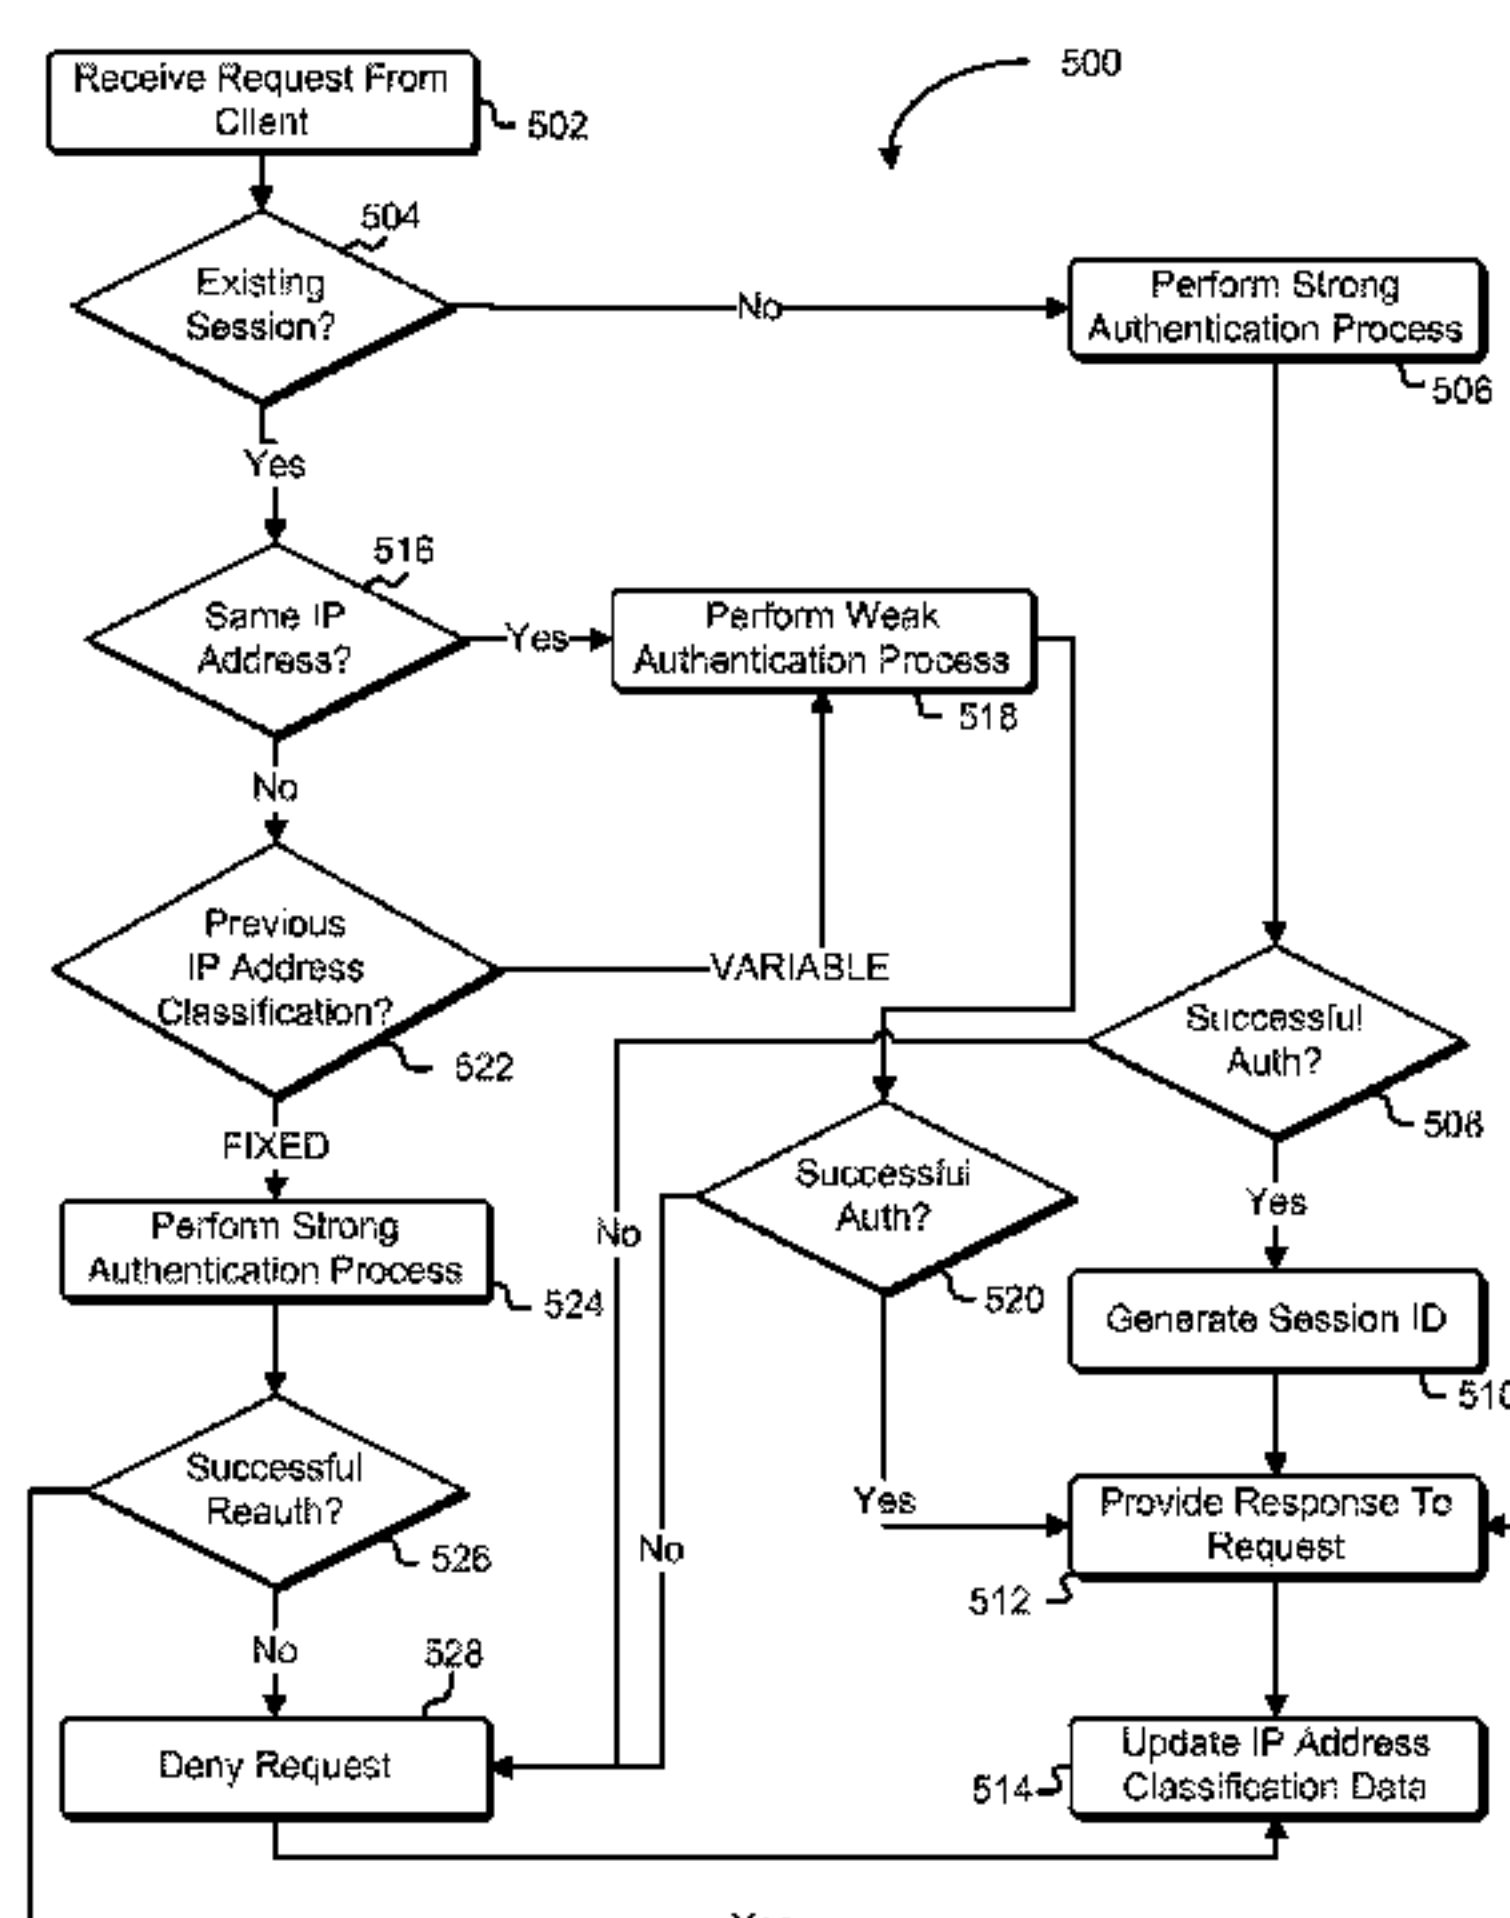 Receive Request From
Client
502
500
504
Existing
Session?
No
Perform Strong
Authentication Process
506
Yes
516
Same IP
Address?
Yes
Perform Weak
Authentication Process
518
No
Previous
IP Address
Classification?
VARIABLE
522
Successful
Auth?
508
FIXED
Perform Strong
Authentication Process
524
No
Successful
Auth?
520
Yes
Generate Session ID
510
Successful
Reauth?
526
No
Yes
Provide Response To
Request
512
No
528
Deny Request
Update IP Address
Classification Data
514